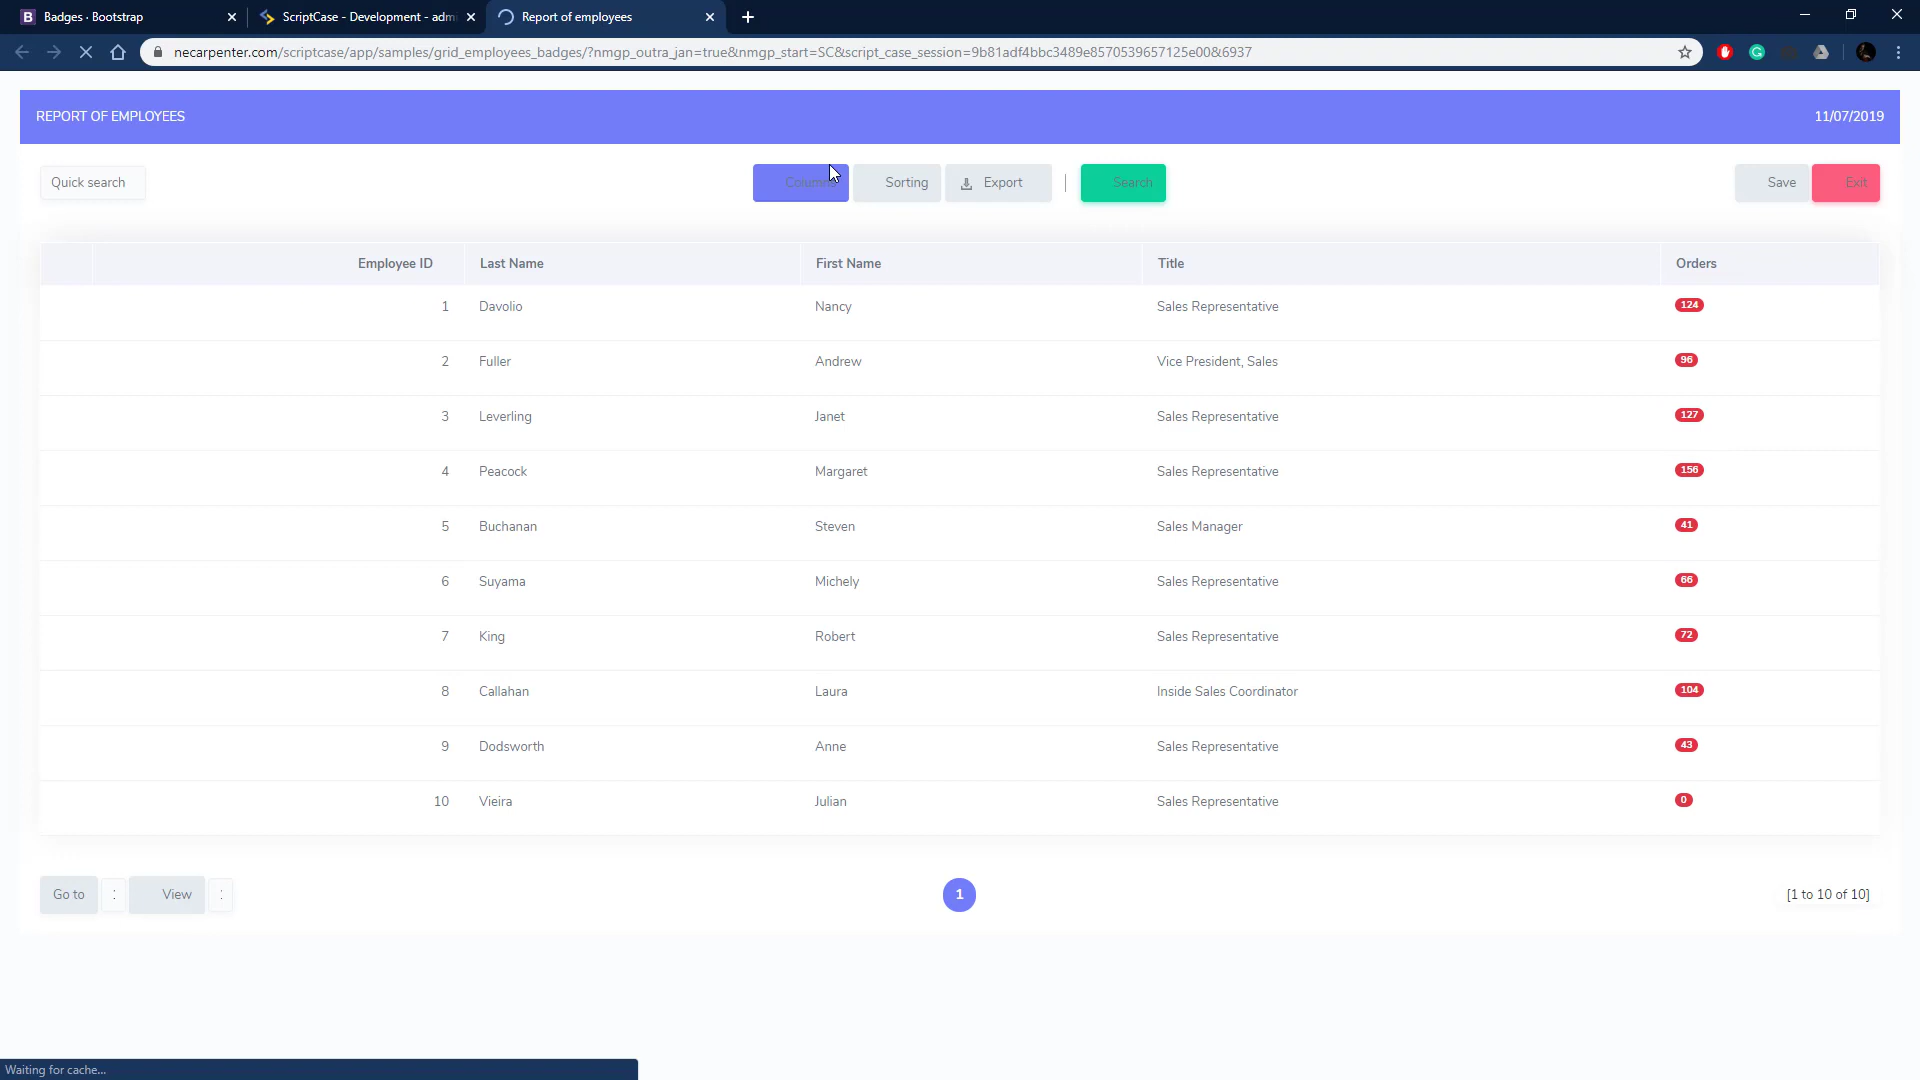 Badges · Bootstrap
ScriptCase - Development - adm
Report of employees
necarpenter.com/scriptcase/app/samples/grid_employees_badges/?nmgp_outra_jan=true&nmgp_start=SC&script_case_session=9b81adf4bbc3489e8570539657125e00&6937
REPORT OF EMPLOYEES 11/07/2019
Quick search Columns Sorting Export | Search Save Exit
Employee ID Last Name First Name Title Orders
1 Davolio Nancy Sales Representative 124
2 Fuller Andrew Vice President, Sales 96
3 Leverling Janet Sales Representative 127
4 Peacock Margaret Sales Representative 156
5 Buchanan Steven Sales Manager 41
6 Suyama Michely Sales Representative 66
7 King Robert Sales Representative 72
8 Callahan Laura Inside Sales Coordinator 104
9 Dodsworth Anne Sales Representative 43
10 Vieira Julian Sales Representative 0
Go to View 1 [1 to 10 of 10]
Waiting for cache...